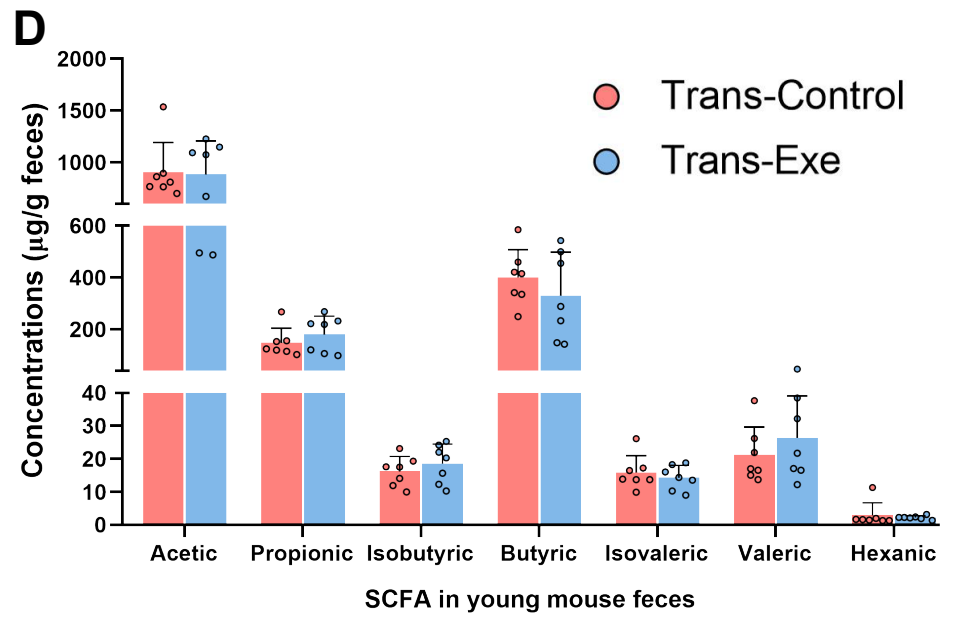 D
Trans-Control
Trans-Exe
Concentrations (μg/g feces)
2000
1500
1000
600
400
200
40
30
20
10
0
Acetic Propionic Isobutyric Butyric Isovaleric Valeric Hexanic
SCFA in young mouse feces